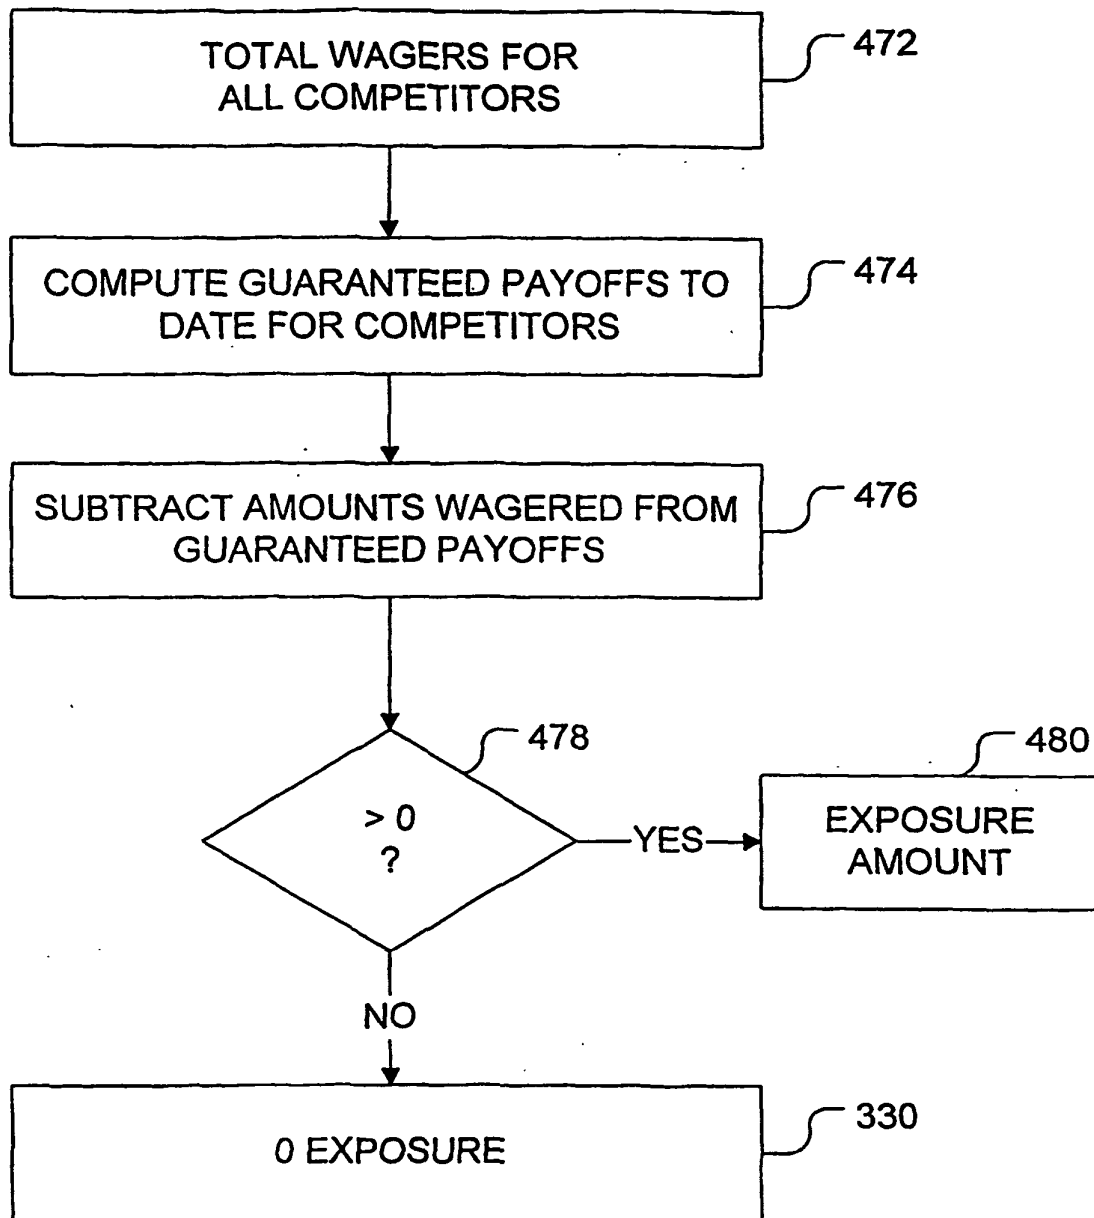 TOTAL WAGERS FOR
ALL COMPETITORS
472
COMPUTE GUARANTEED PAYOFFS TO
DATE FOR COMPETITORS
474
SUBTRACT AMOUNTS WAGERED FROM
GUARANTEED PAYOFFS
476
> 0
?
478
YES
EXPOSURE
AMOUNT
480
NO
0 EXPOSURE
330